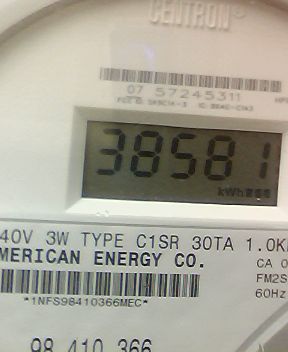 CENTRON®
07 57245311
38581
kWh
40V 3W TYPE C1SR 30TA 1.0K
MERICAN ENERGY CO.
CA 0
FM2S
60Hz
*1NFS98410366MEC*
98 410 366